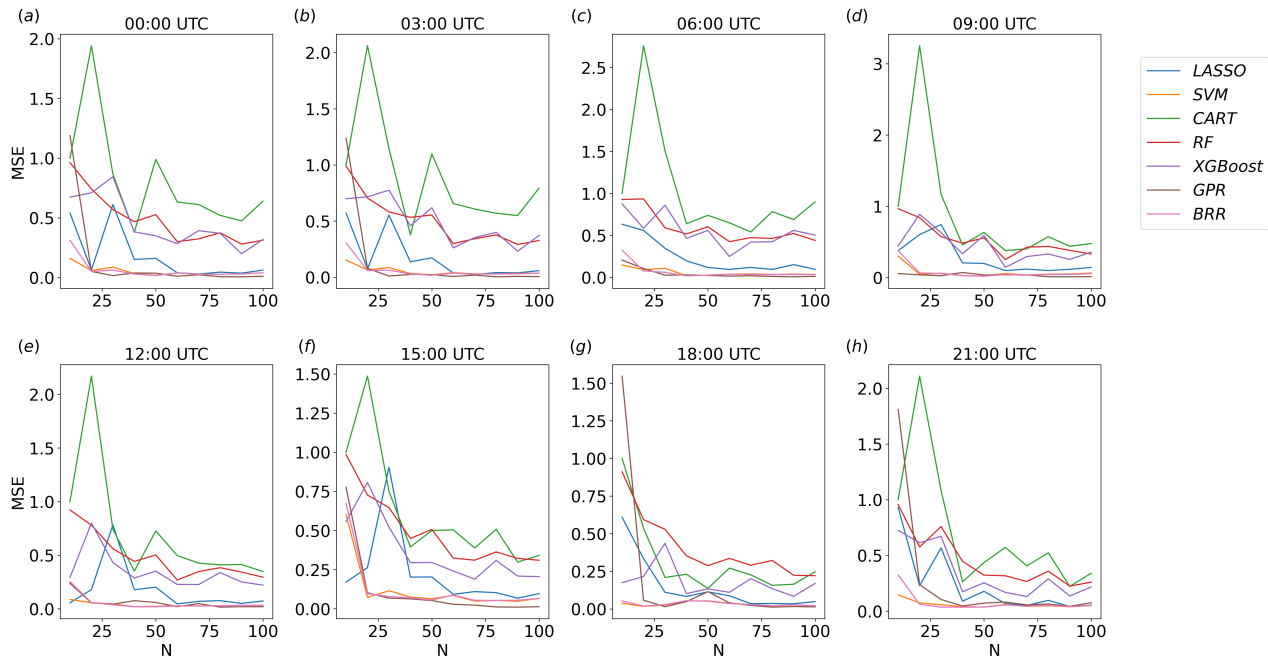 (a) 00:00 UTC
(b) 03:00 UTC
(c) 06:00 UTC
(d) 09:00 UTC
MSE
2.0
1.5
1.0
0.5
0.0
25 50 75 100
2.0
1.5
1.0
0.5
0.0
25 50 75 100
2.5
2.0
1.5
1.0
0.5
0.0
25 50 75 100
3
2
1
0
25 50 75 100
LASSO
SVM
CART
RF
XGBoost
GPR
BRR
(e) 12:00 UTC
(f) 15:00 UTC
(g) 18:00 UTC
(h) 21:00 UTC
MSE
2.0
1.5
1.0
0.5
0.0
25 50 75 100
N
1.50
1.25
1.00
0.75
0.50
0.25
0.00
25 50 75 100
N
1.50
1.25
1.00
0.75
0.50
0.25
0.00
25 50 75 100
N
2.0
1.5
1.0
0.5
0.0
25 50 75 100
N